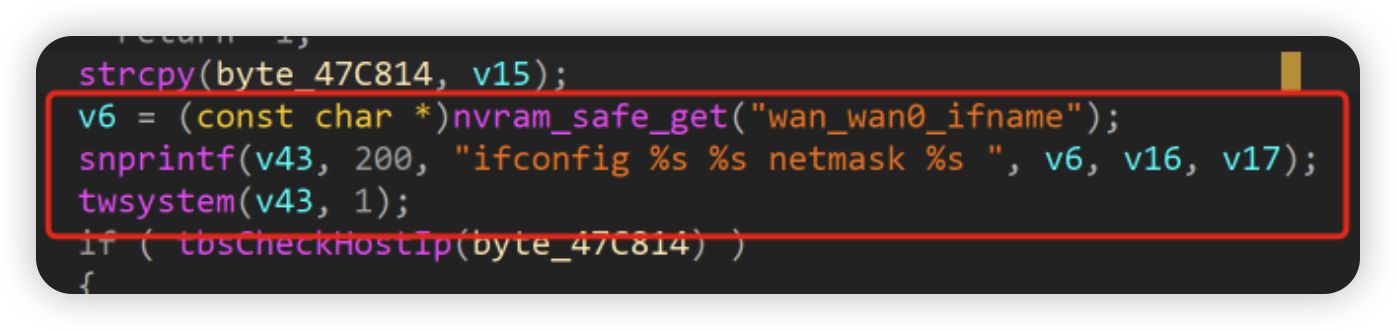 return -1;
strcpy(byte_47C814, v15);
v6 = (const char *)nvram_safe_get("wan_wan0_ifname");
snprintf(v43, 200, "ifconfig %s %s netmask %s ", v6, v16, v17);
twsystem(v43, 1);
if ( tbsCheckHostIp(byte_47C814) )
{